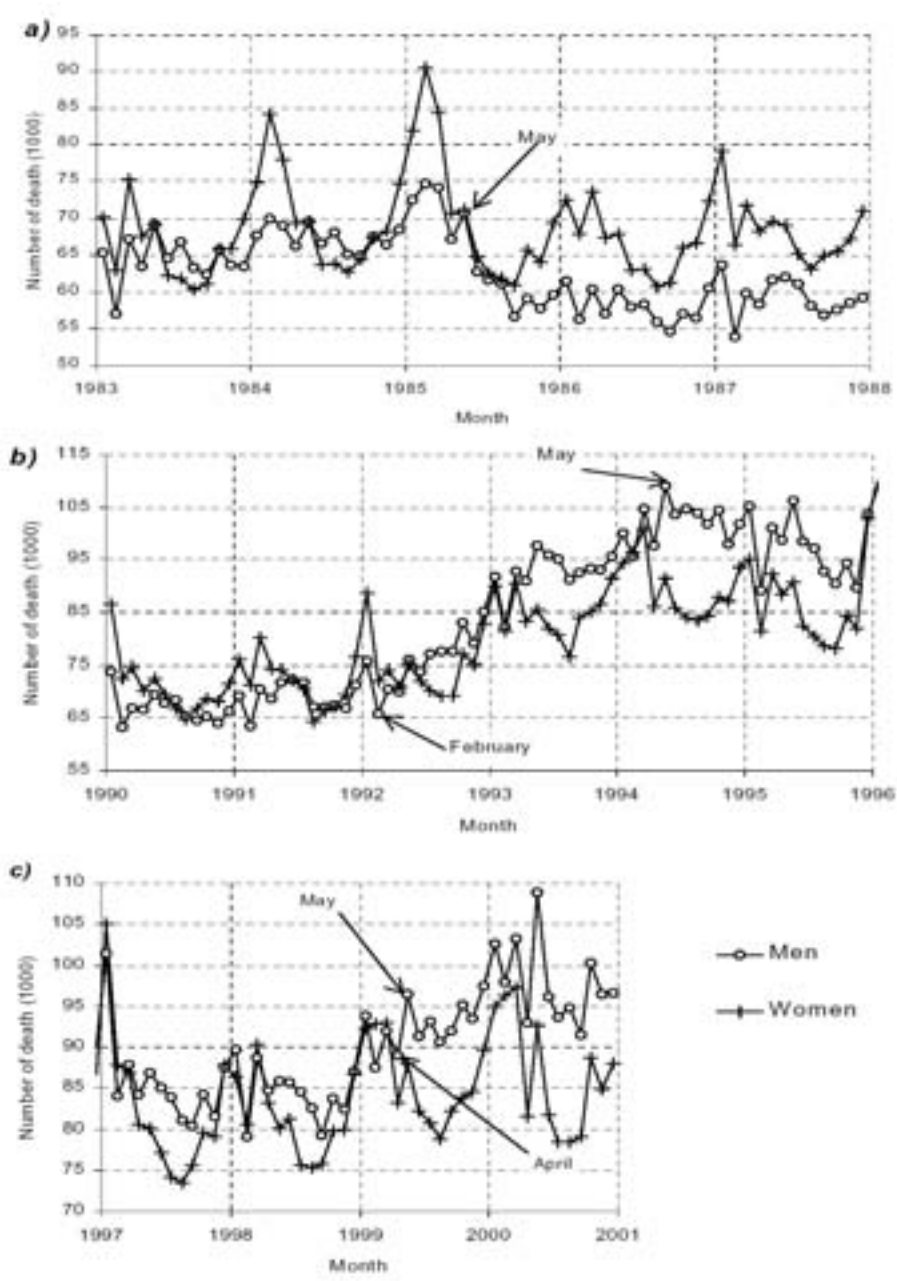 a)
95
90
85
80
75
70
65
60
55
50
Number of death (1000)
May
1983 1984 1985 1986 1987 1988
Month
b)
115
105
95
85
75
65
55
Number of death (1000)
May
February
1990 1991 1992 1993 1994 1995 1996
Month
c)
110
105
100
95
90
85
80
75
70
Number of death (1000)
May
April
1997 1998 1999 2000 2001
Month
Men
Women